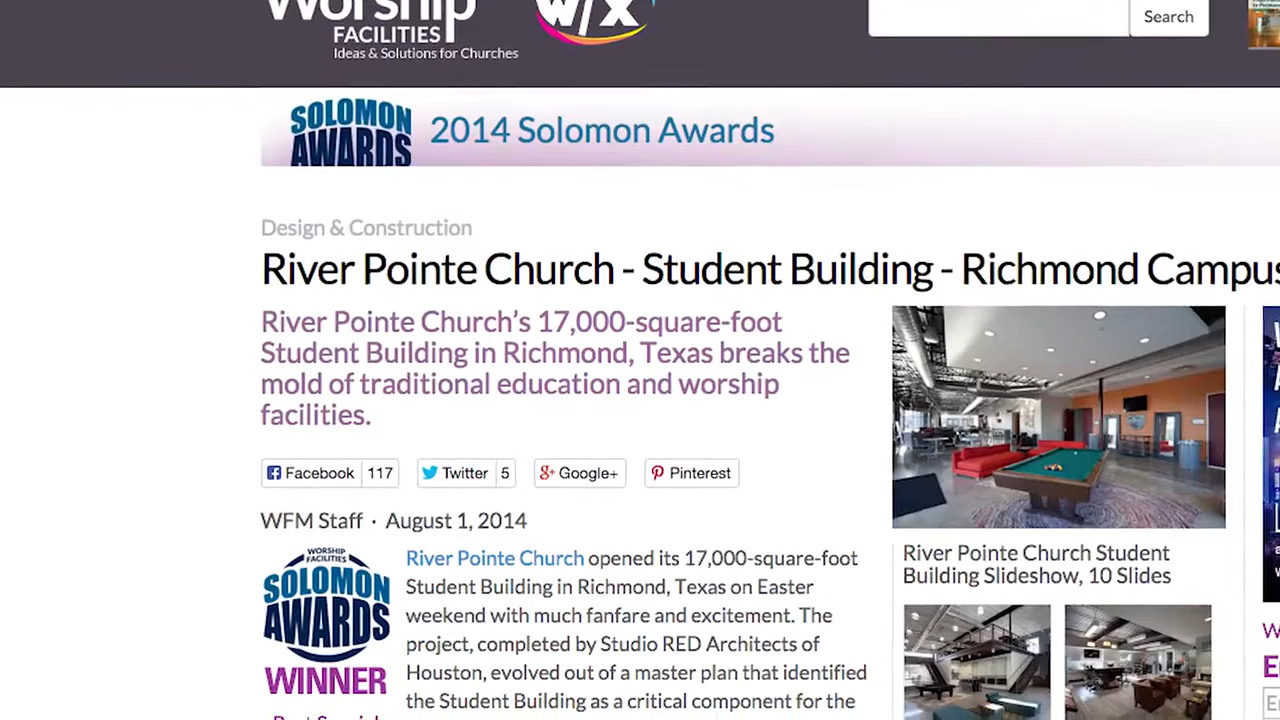 Worship
FACILITIES
Ideas & Solutions for Churches
W/X
Search
SOLOMON
AWARDS
2014 Solomon Awards
Design & Construction
River Pointe Church - Student Building - Richmond Campus
River Pointe Church's 17,000-square-foot
Student Building in Richmond, Texas breaks the
mold of traditional education and worship
facilities.
Facebook 117 Twitter 5 Google+ Pinterest
WFM Staff · August 1, 2014
WORSHIP
FACILITIES
SOLOMON
AWARDS
WINNER
River Pointe Church opened its 17,000-square-foot
Student Building in Richmond, Texas on Easter
weekend with much fanfare and excitement. The
project, completed by Studio RED Architects of
Houston, evolved out of a master plan that identified
the Student Building as a critical component for the
River Pointe Church Student
Building Slideshow, 10 Slides